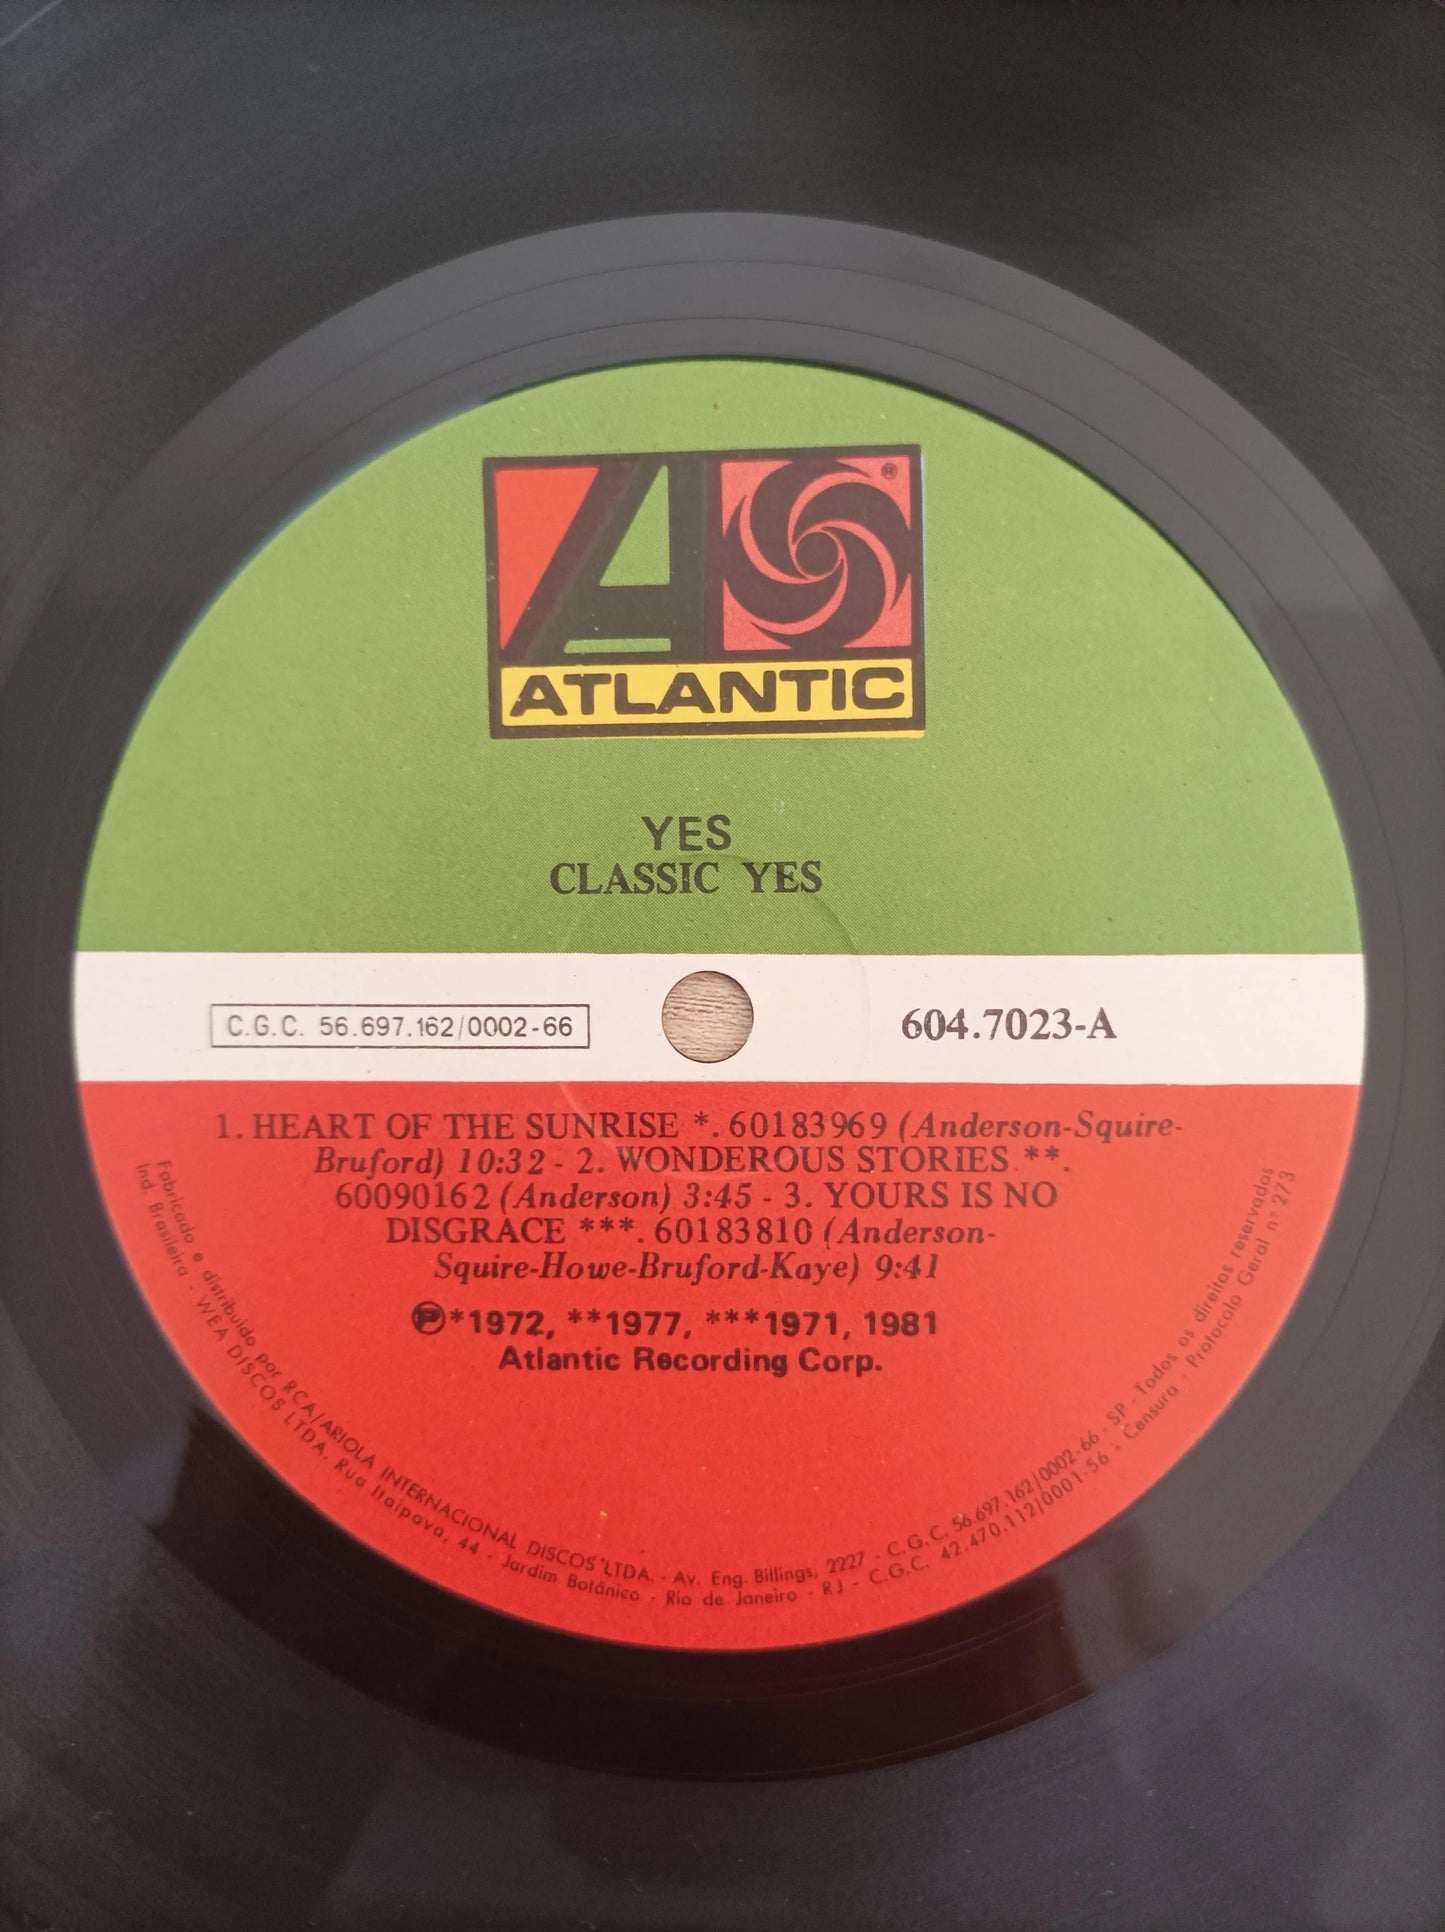 ®
ATLANTIC
YES
CLASSIC YES
C.G.C. 56.697.162/0002-66
604.7023-A
1. HEART OF THE SUNRISE *. 60183969 (Anderson-Squire-
Bruford) 10:32 - 2. WONDEROUS STORIES **.
60090162 (Anderson) 3:45 - 3. YOURS IS NO
DISGRACE ***. 60183810 (Anderson-
Squire-Howe-Bruford-Kaye) 9:41
℗*1972, **1977, ***1971, 1981
Atlantic Recording Corp.
Fabricado e distribuído por RCA/ARIOLA INTERNACIONAL DISCOS LTDA. - Av. Eng. Billings, 2227 - C.G.C. 56.697.162/0002-66 - SP - Todos os direitos reservados
Ind. Brasileira - WEA DISCOS LTDA. Rua Itaipava, 44 - Jardim Botânico - Rio de Janeiro - RJ - C.G.C. 42.470.112/0001-56 - Censura - Protocolo Geral nº 273